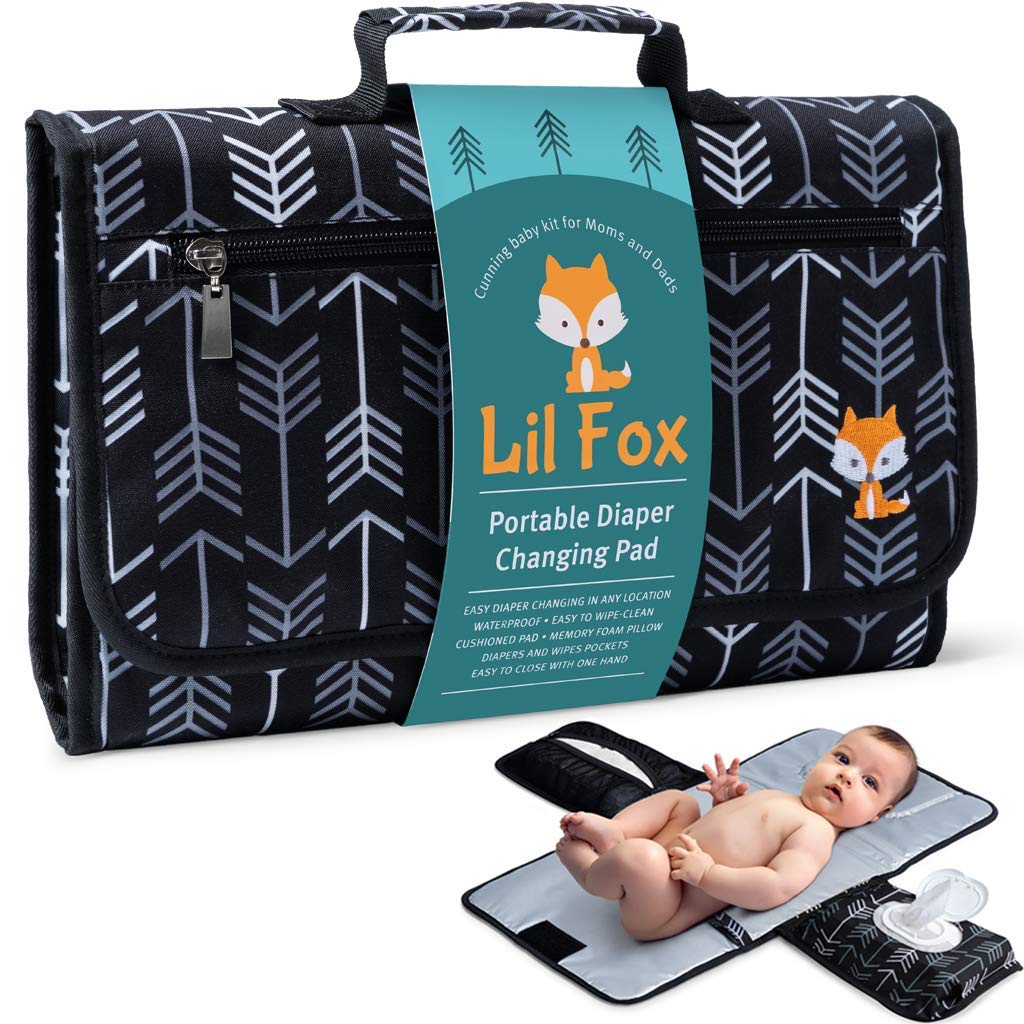 Cunning baby kit for Moms and Dads
Lil Fox
Portable Diaper
Changing Pad
EASY DIAPER CHANGING IN ANY LOCATION
WATERPROOF • EASY TO WIPE-CLEAN
CUSHIONED PAD • MEMORY FOAM PILLOW
DIAPERS AND WIPES POCKETS
EASY TO CLOSE WITH ONE HAND